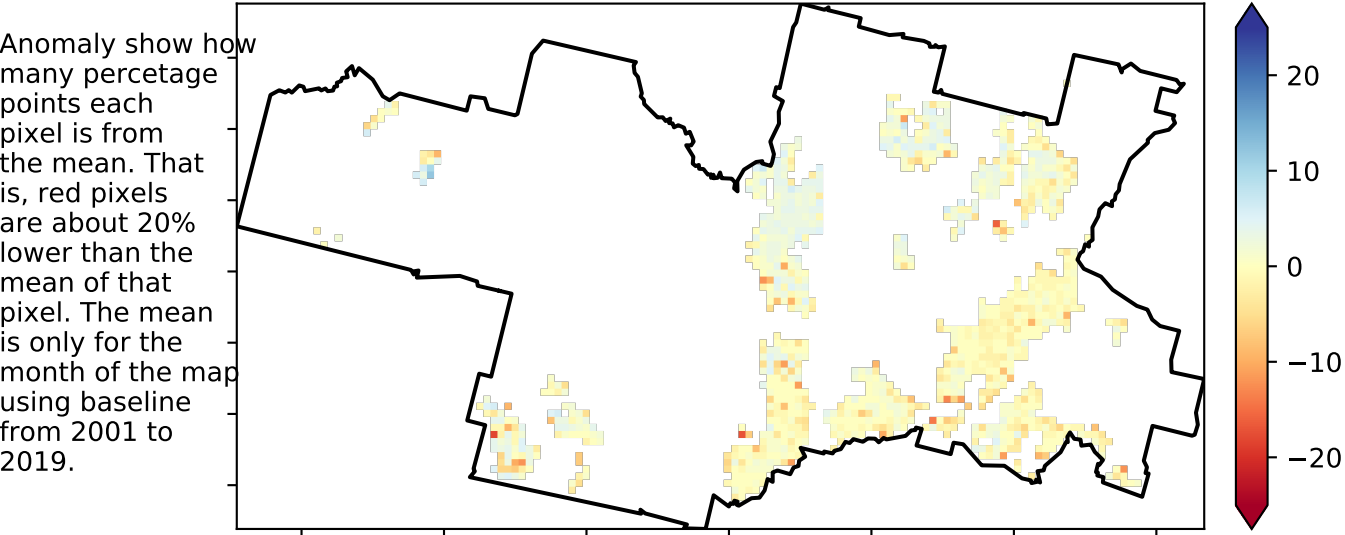 Anomaly show how
many percetage
points each
pixel is from
the mean. That
is, red pixels
are about 20%
lower than the
mean of that
pixel. The mean
is only for the
month of the map
using baseline
from 2001 to
2019.
20
10
0
−10
−20